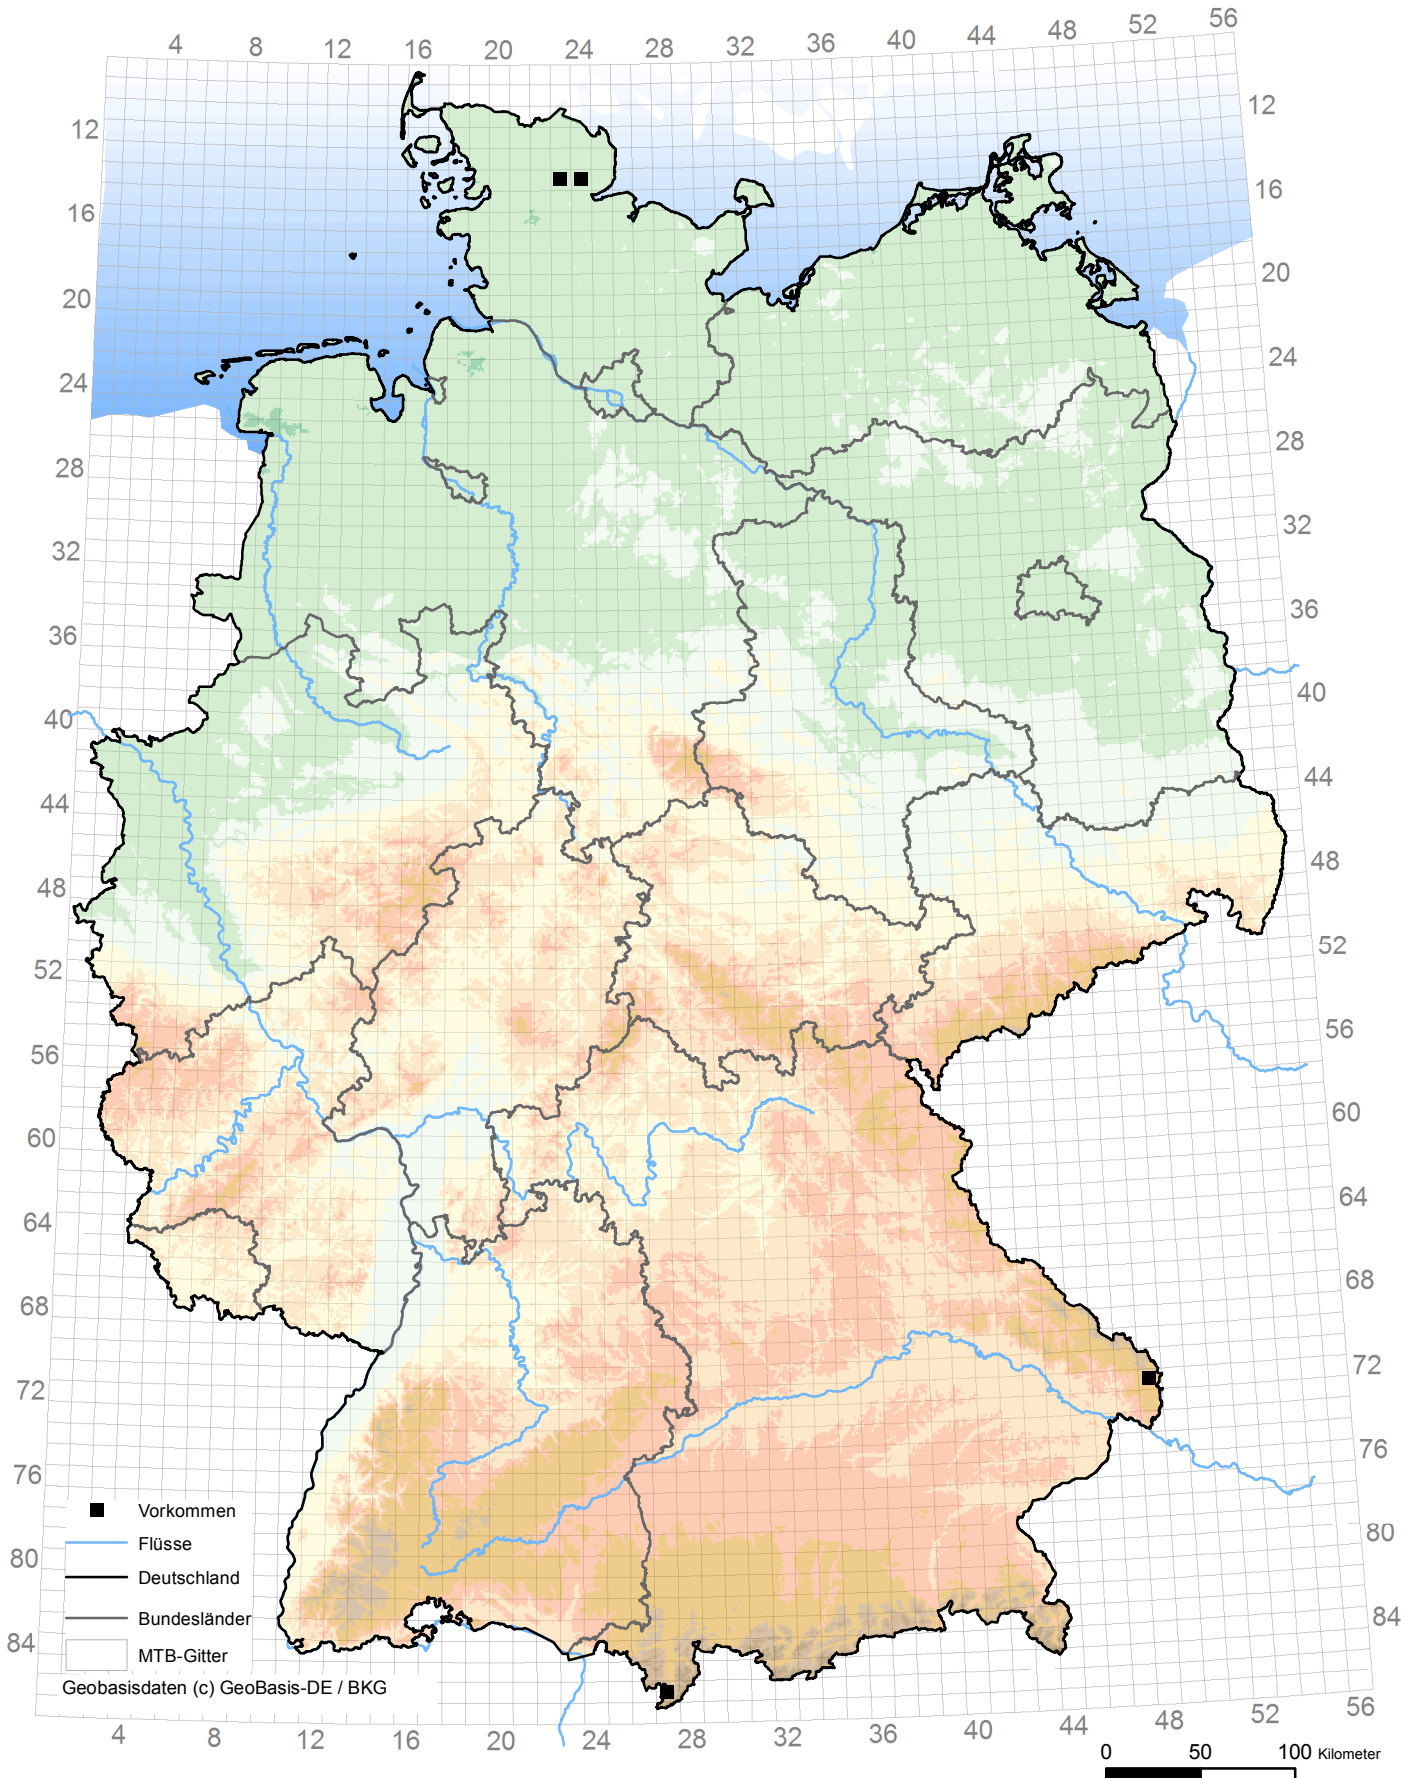 4 8 12 16 20 24 28 32 36 40 44 48 52 56
12 12
16 16
20 20
24 24
28 28
32 32
36 36
40 40
44 44
48 48
52 52
56 56
60 60
64 64
68 68
72 72
76 76
80 80
84 84
Vorkommen
Flüsse
Deutschland
Bundesländer
MTB-Gitter
Geobasisdaten (c) GeoBasis-DE / BKG
4 8 12 16 20 24 28 32 36 40 44 48 52 56
0 50 100 Kilometer